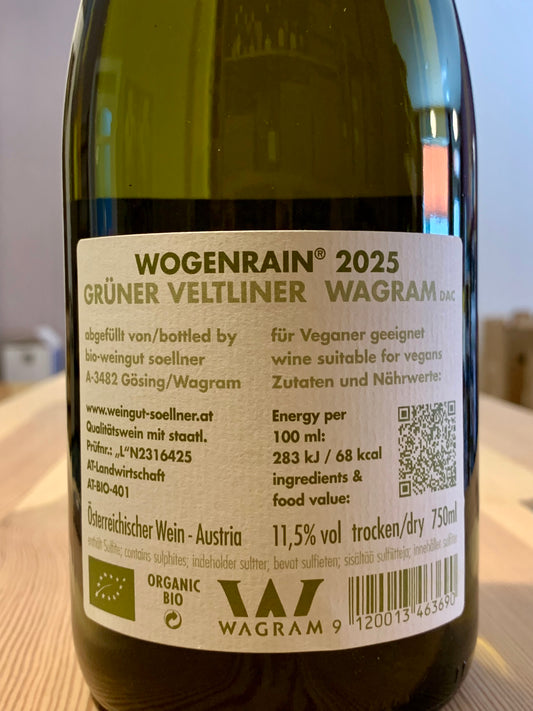 WOGENRAIN® 2025
GRÜNER VELTLINER WAGRAM DAC
abgefüllt von/bottled by
bio-weingut soellner
A-3482 Gösing/Wagram
für Veganer geeignet
wine suitable for vegans
Zutaten und Nährwerte:
www.weingut-soellner.at
Qualitätswein mit staatl.
Prüfnr.: „L“N2316425
AT-Landwirtschaft
AT-BIO-401
Energy per
100 ml:
283 kJ / 68 kcal
ingredients &
food value:
Österreichischer Wein - Austria 11,5% vol trocken/dry 750ml
enthält Sulfite; contains sulphites; indeholder sulfitter; bevat sulfieten; sisältää sulfiitteja; innehåller sulfiter
ORGANIC
BIO
WAGRAM
9 120013 463690